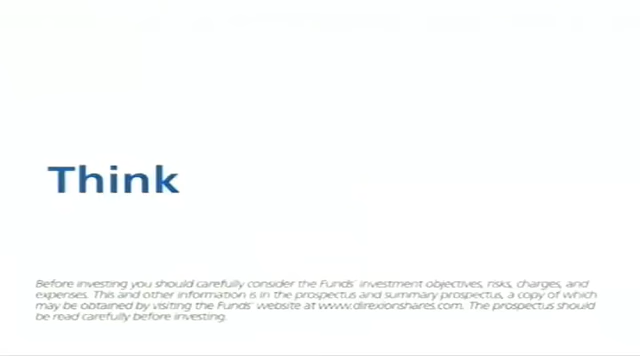 Think
Before investing you should carefully consider the Funds' investment objectives, risks, charges, and
expenses. This and other information is in the prospectus and summary prospectus, a copy of which
may be obtained by visiting the Funds' website at www.direxionshares.com. The prospectus should
be read carefully before investing.